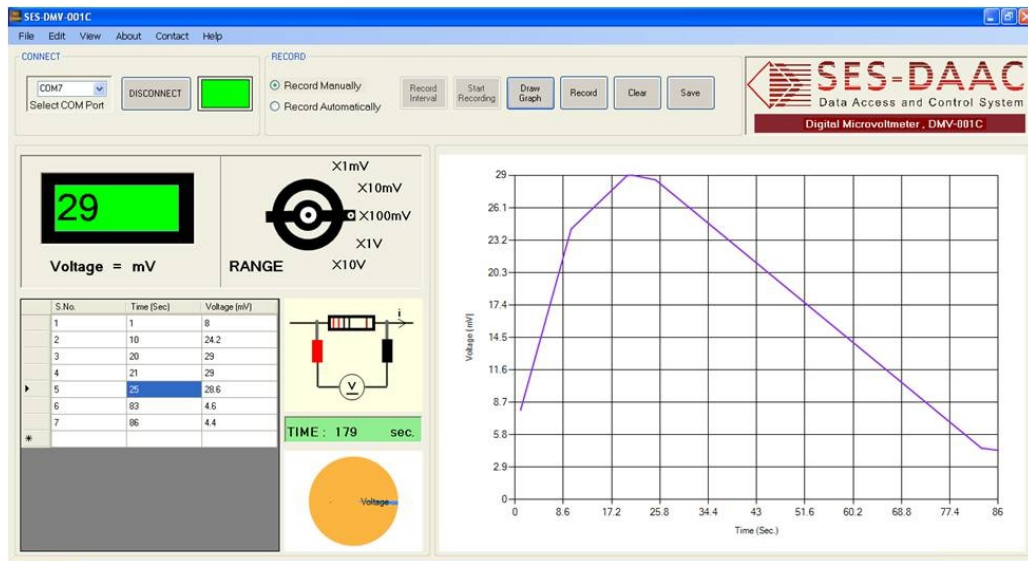 SES-DMV-001C
File Edit View About Contact Help
CONNECT
COM7
Select COM Port
DISCONNECT
RECORD
Record Manually
Record Automatically
Record Interval
Start Recording
Draw Graph
Record
Clear
Save
SES-DAAC
Data Access and Control System
Digital Microvoltmeter , DMV-001C
29
Voltage = mV
X1mV
X10mV
X100mV
X1V
X10V
RANGE
S.No. Time (Sec) Voltage (mV)
1 1 8
2 10 24.2
3 20 29
4 21 29
5 25 28.6
6 83 4.6
7 86 4.4
i
V
TIME : 179 sec.
Voltage
29
26.1
23.2
20.3
17.4
14.5
11.6
8.7
5.8
2.9
0
Voltage (mV)
0 8.6 17.2 25.8 34.4 43 51.6 60.2 68.8 77.4 86
Time (Sec.)